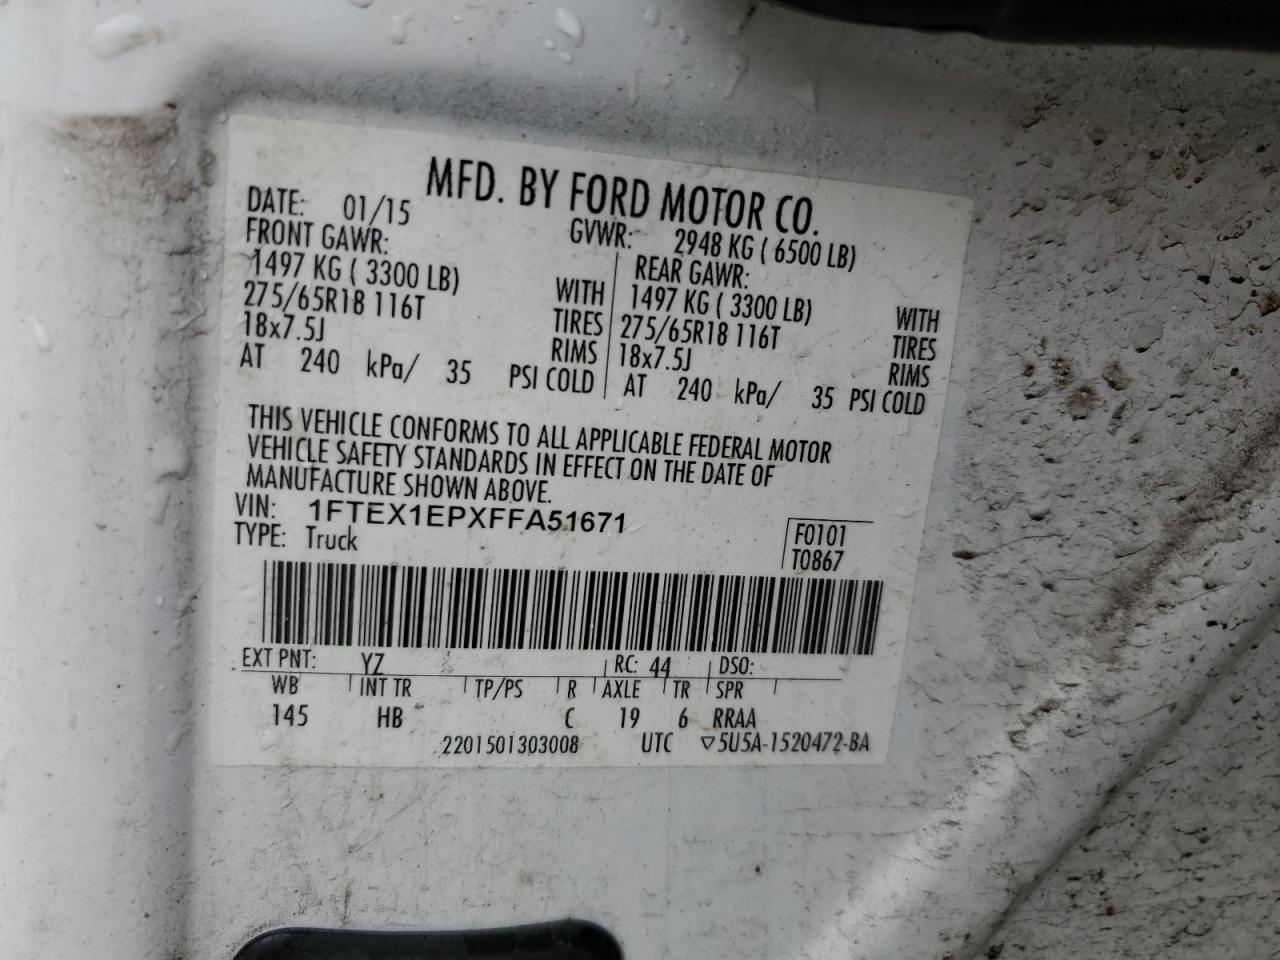 MFD. BY FORD MOTOR CO.
DATE: 01/15 GVWR: 2948 KG ( 6500 LB)
FRONT GAWR: REAR GAWR:
1497 KG ( 3300 LB) WITH 1497 KG ( 3300 LB) WITH
275/65R18 116T TIRES 275/65R18 116T TIRES
18x7.5J RIMS 18x7.5J RIMS
AT 240 kPa/ 35 PSI COLD AT 240 kPa/ 35 PSI COLD
THIS VEHICLE CONFORMS TO ALL APPLICABLE FEDERAL MOTOR
VEHICLE SAFETY STANDARDS IN EFFECT ON THE DATE OF
MANUFACTURE SHOWN ABOVE.
VIN: 1FTEX1EPXFFA51671 F0101
TYPE: Truck T0867
EXT PNT: YZ RC: 44 DSO:
WB INT TR TP/PS R AXLE TR SPR
145 HB C 19 6 RRAA
2201501303008 UTC ▽5U5A-1520472-BA